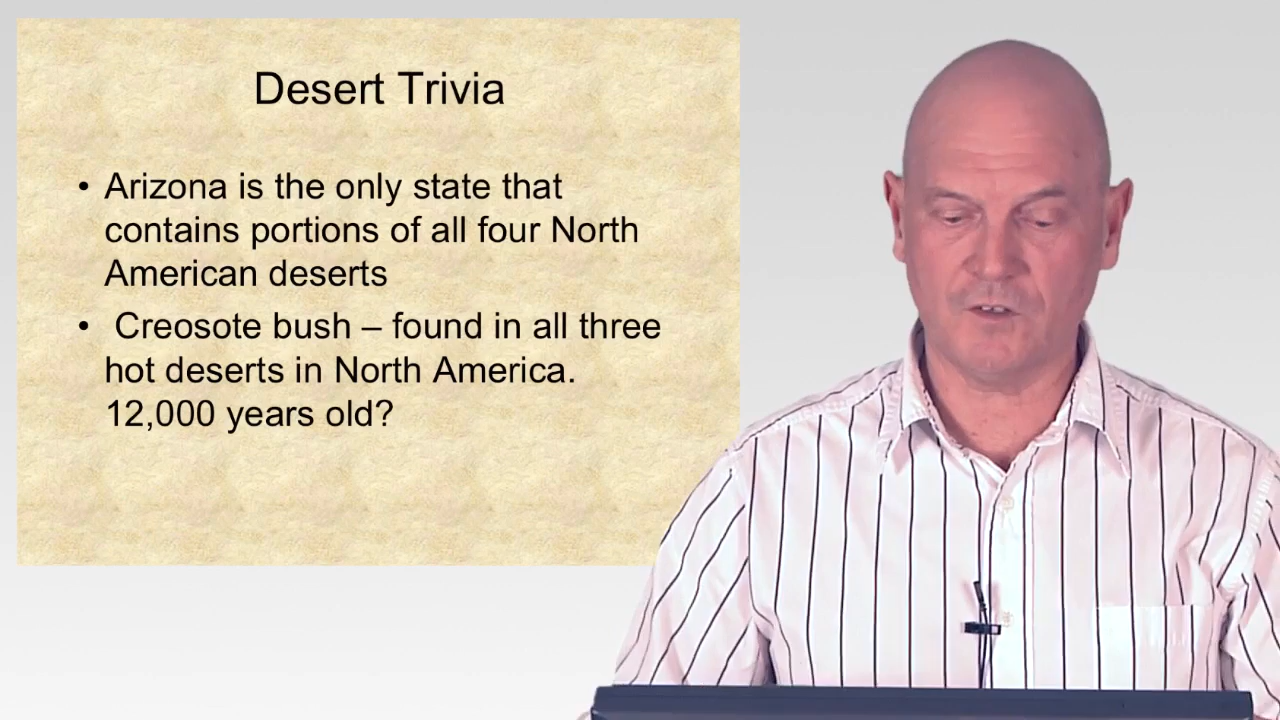 Desert Trivia
• Arizona is the only state that
contains portions of all four North
American deserts
• Creosote bush – found in all three
hot deserts in North America.
12,000 years old?